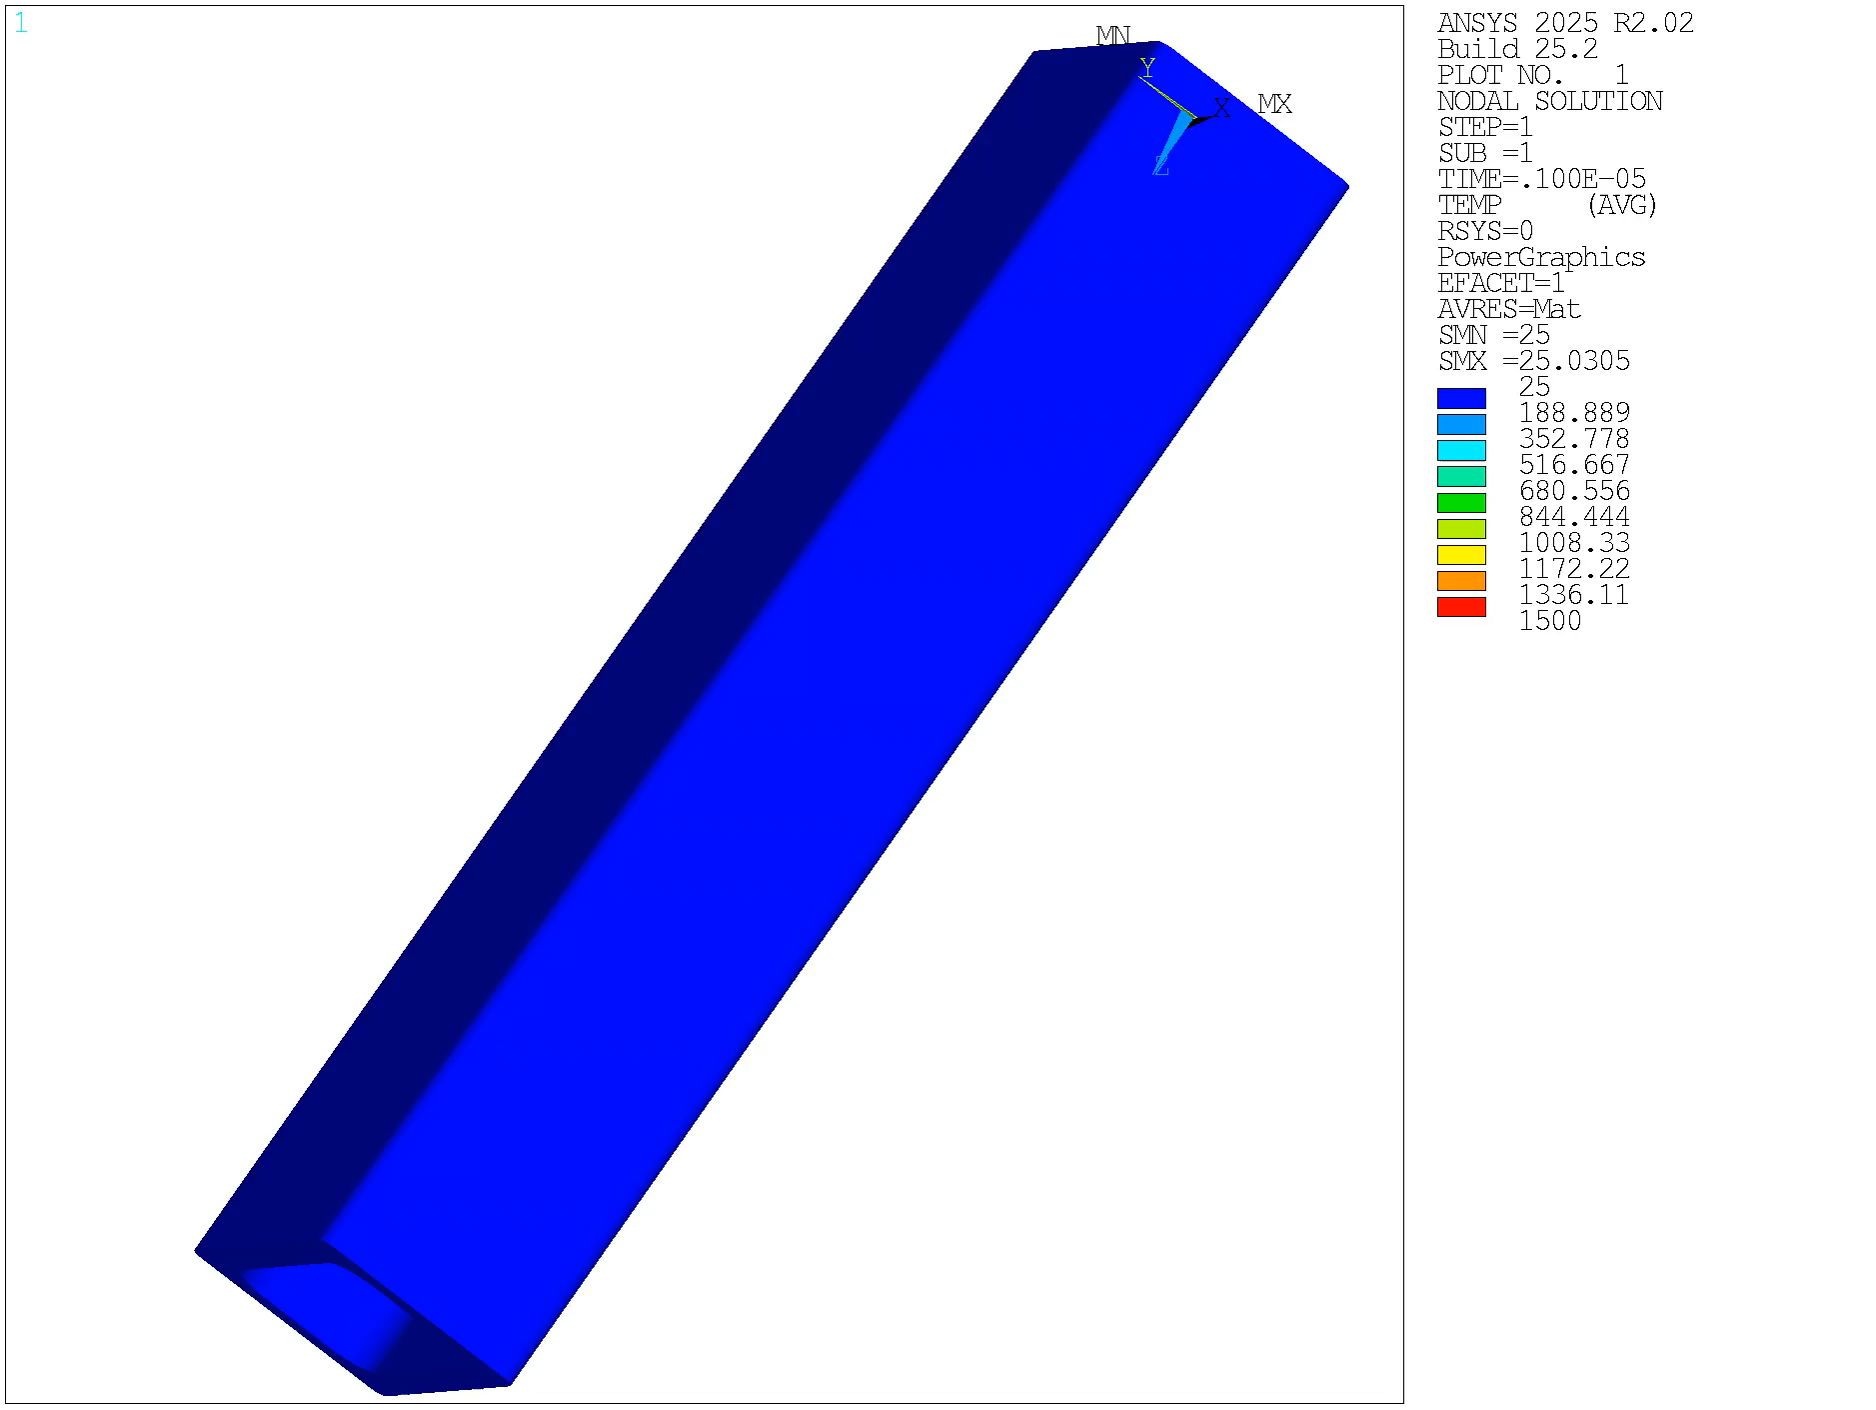 1
MN
Y
X
MX
Z
ANSYS 2025 R2.02
Build 25.2
PLOT NO.   1
NODAL SOLUTION
STEP=1
SUB =1
TIME=.100E-05
TEMP     (AVG)
RSYS=0
PowerGraphics
EFACET=1
AVRES=Mat
SMN =25
SMX =25.0305
25
188.889
352.778
516.667
680.556
844.444
1008.33
1172.22
1336.11
1500